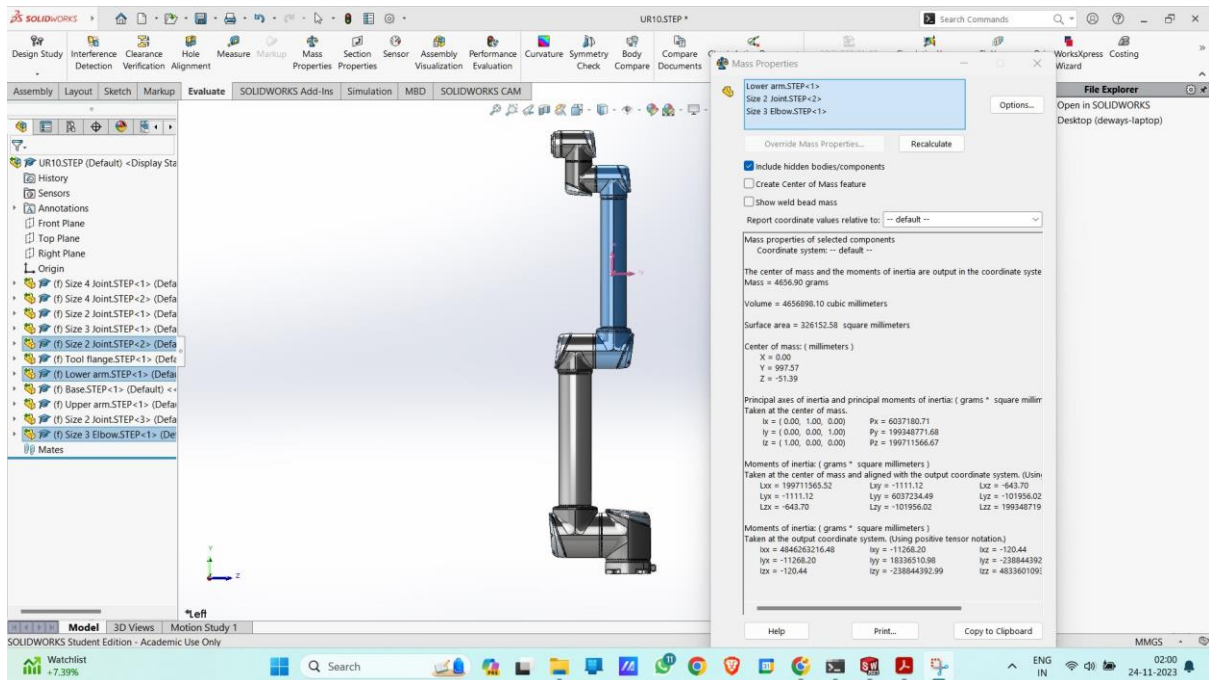 SOLIDWORKS
UR10.STEP *
Search Commands
Design Study
Interference Detection
Clearance Verification
Hole Alignment
Measure
Markup
Mass Properties
Section Properties
Sensor
Assembly Visualization
Performance Evaluation
Curvature
Symmetry Check
Body Compare
Compare Documents
WorksXpress Wizard
Costing
Assembly Layout Sketch Markup Evaluate SOLIDWORKS Add-Ins Simulation MBD SOLIDWORKS CAM
UR10.STEP (Default) <Display Sta
History
Sensors
Annotations
Front Plane
Top Plane
Right Plane
Origin
(f) Size 4 Joint.STEP<1> (Defa
(f) Size 4 Joint.STEP<2> (Defa
(f) Size 2 Joint.STEP<1> (Defa
(f) Size 3 Joint.STEP<1> (Defa
(f) Size 2 Joint.STEP<2> (Defa
(f) Tool flange.STEP<1> (Defa
(f) Lower arm.STEP<1> (Defau
(f) Base.STEP<1> (Default) <<
(f) Upper arm.STEP<1> (Defau
(f) Size 2 Joint.STEP<3> (Defa
(f) Size 3 Elbow.STEP<1> (De
Mates
Y
Z
*Left
Mass Properties
Lower arm.STEP<1>
Size 2 Joint.STEP<2>
Size 3 Elbow.STEP<1>
Options...
Override Mass Properties...
Recalculate
Include hidden bodies/components
Create Center of Mass feature
Show weld bead mass
Report coordinate values relative to: -- default --
Mass properties of selected components
Coordinate system: -- default --
The center of mass and the moments of inertia are output in the coordinate syste
Mass = 4656.90 grams
Volume = 4656898.10 cubic millimeters
Surface area = 326152.58 square millimeters
Center of mass: ( millimeters )
X = 0.00
Y = 997.57
Z = -51.39
Principal axes of inertia and principal moments of inertia: ( grams * square millim
Taken at the center of mass.
Ix = ( 0.00, 1.00, 0.00) Px = 6037180.71
Iy = ( 0.00, 0.00, 1.00) Py = 199348771.68
Iz = ( 1.00, 0.00, 0.00) Pz = 199711566.67
Moments of inertia: ( grams * square millimeters )
Taken at the center of mass and aligned with the output coordinate system. (Usin
Lxx = 199711565.52 Lxy = -1111.12 Lxz = -643.70
Lyx = -1111.12 Lyy = 6037234.49 Lyz = -101956.02
Lzx = -643.70 Lzy = -101956.02 Lzz = 199348719
Moments of inertia: ( grams * square millimeters )
Taken at the output coordinate system. (Using positive tensor notation.)
Ixx = 4846263216.48 Ixy = -11268.20 Ixz = -120.44
Iyx = -11268.20 Iyy = 18336510.98 Iyz = -238844392
Izx = -120.44 Izy = -238844392.99 Izz = 4833601093
Help
Print...
Copy to Clipboard
File Explorer
Open in SOLIDWORKS
Desktop (deways-laptop)
Model 3D Views Motion Study 1
SOLIDWORKS Student Edition - Academic Use Only
MMGS
Watchlist
+7.39%
Search
11
ENG
IN
02:00
24-11-2023